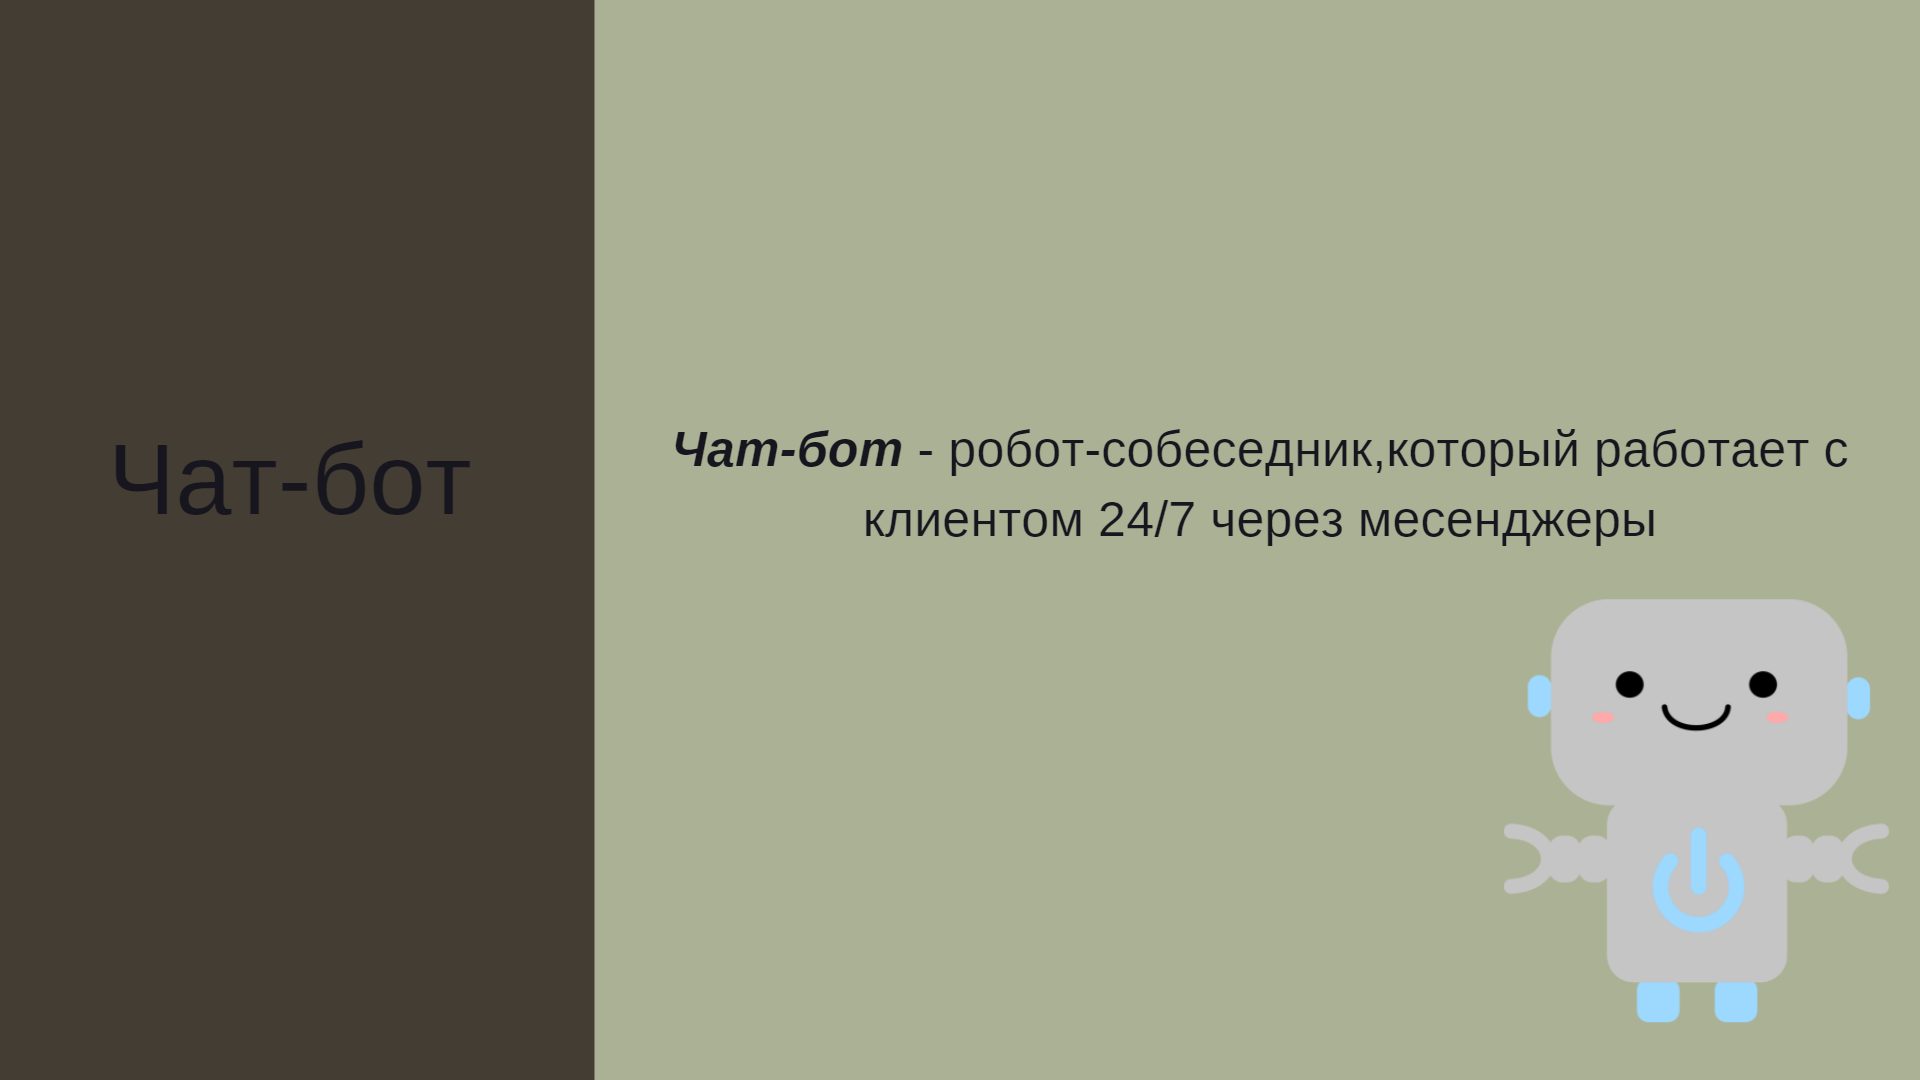 Чат-бот
Чат-бот - робот-собеседник,который работает с
клиентом 24/7 через месенджеры